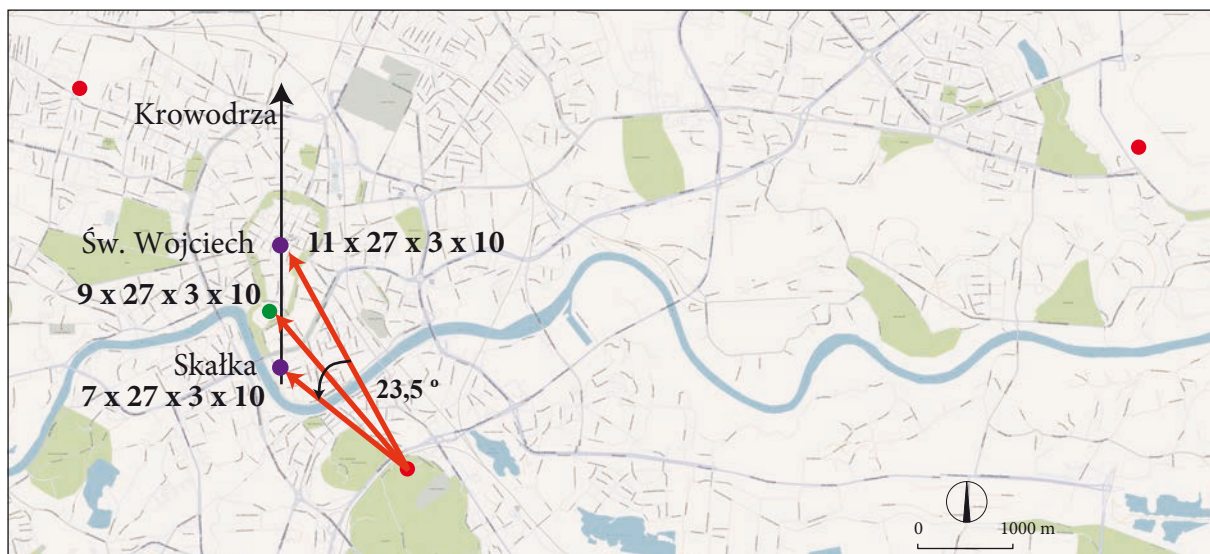 Krowodrza
Św. Wojciech
11 x 27 x 3 x 10
9 x 27 x 3 x 10
Skałka
7 x 27 x 3 x 10
23,5 º
0
1000 m